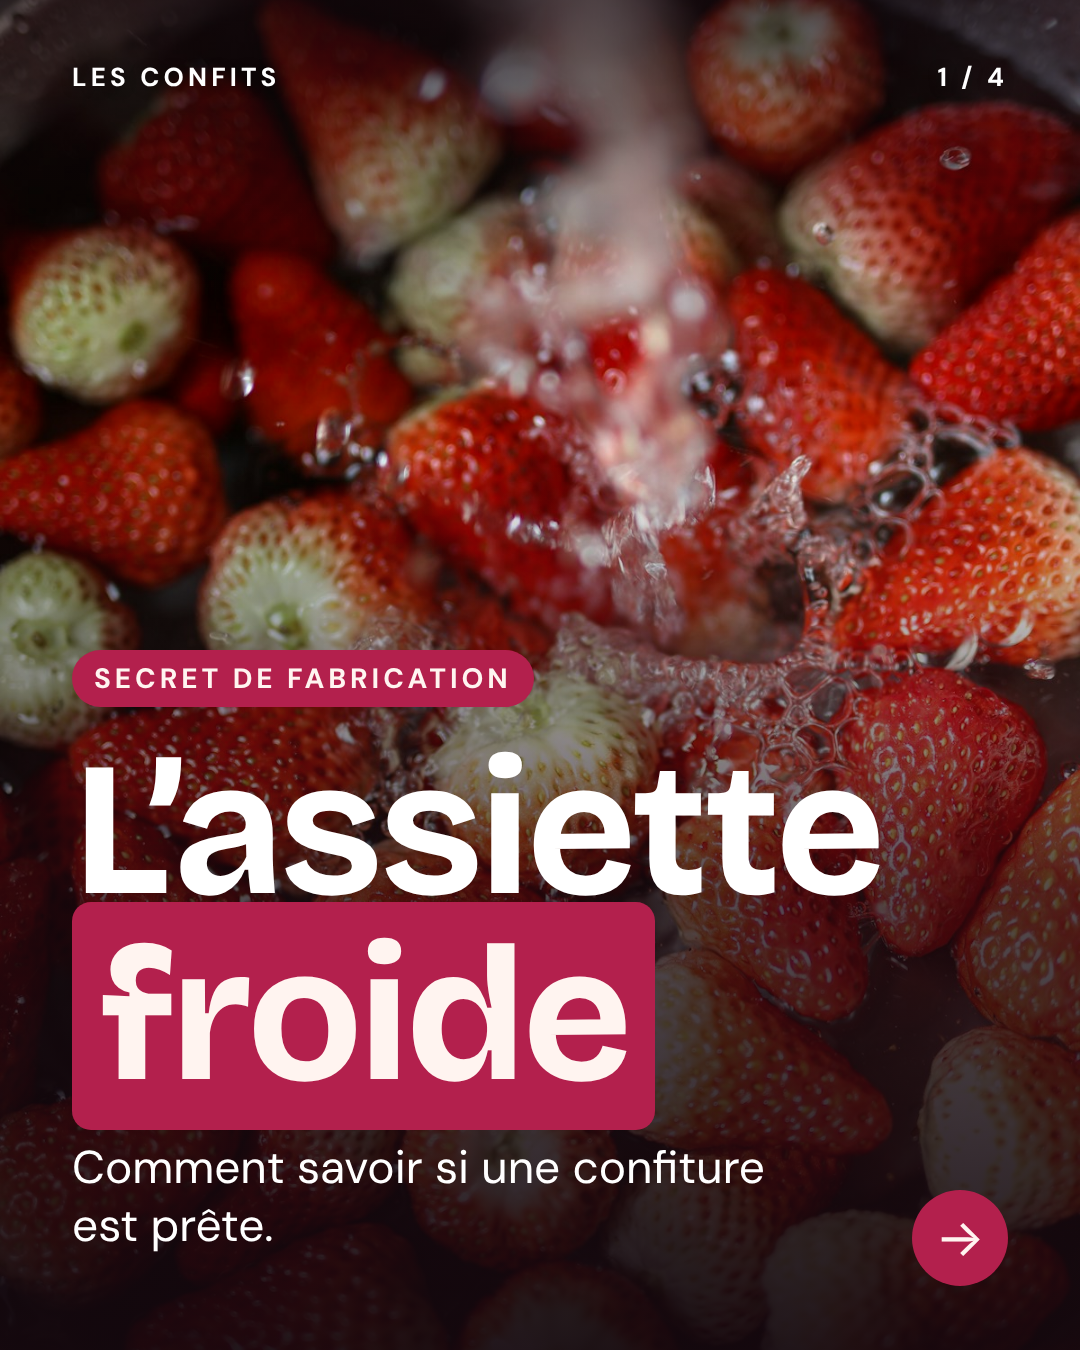 LES CONFITS
1 / 4
SECRET DE FABRICATION
L’assiette
froide
Comment savoir si une confiture
est prête.